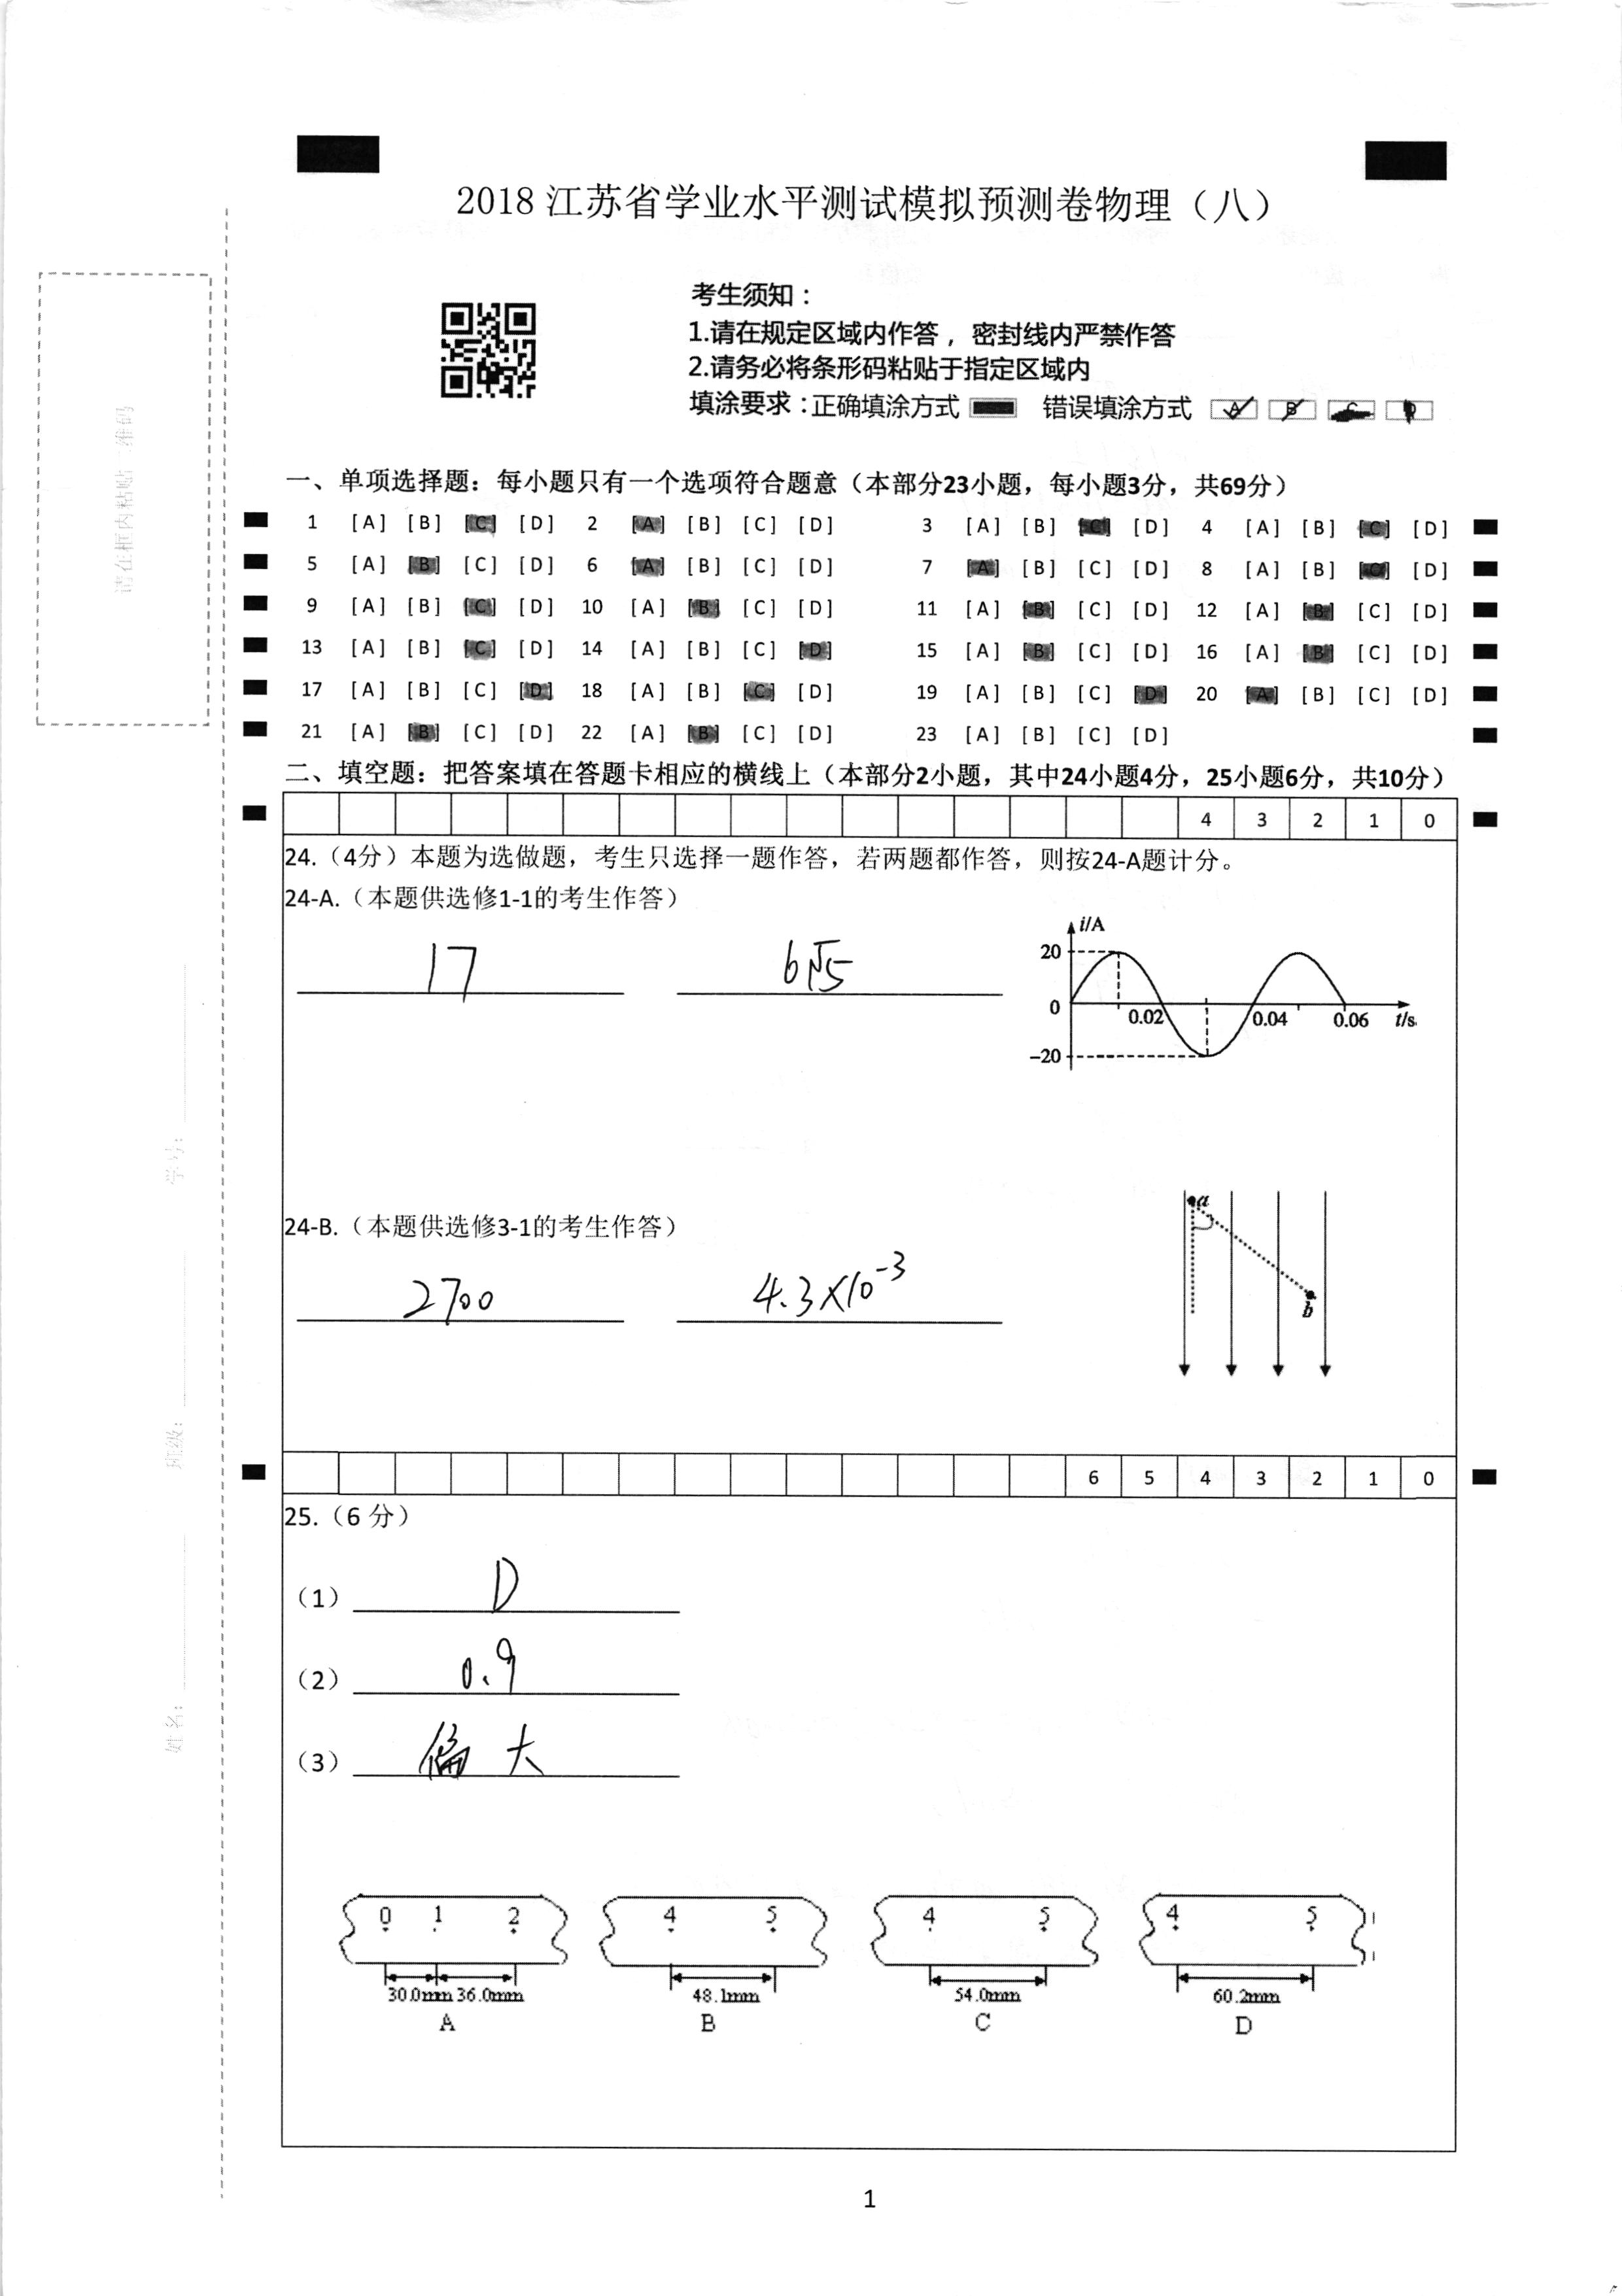 2018江苏省学业水平测试模拟预测卷物理（八）
请在框内粘贴二维码
考生须知：
1.请在规定区域内作答，密封线内严禁作答
2.请务必将条形码粘贴于指定区域内
填涂要求：正确填涂方式 错误填涂方式 A B C D
一、单项选择题：每小题只有一个选项符合题意（本部分23小题，每小题3分，共69分）
1 [A] [B] [C] [D] 2 [A] [B] [C] [D] 3 [A] [B] [C] [D] 4 [A] [B] [C] [D]
5 [A] [B] [C] [D] 6 [A] [B] [C] [D] 7 [A] [B] [C] [D] 8 [A] [B] [C] [D]
9 [A] [B] [C] [D] 10 [A] [B] [C] [D] 11 [A] [B] [C] [D] 12 [A] [B] [C] [D]
13 [A] [B] [C] [D] 14 [A] [B] [C] [D] 15 [A] [B] [C] [D] 16 [A] [B] [C] [D]
17 [A] [B] [C] [D] 18 [A] [B] [C] [D] 19 [A] [B] [C] [D] 20 [A] [B] [C] [D]
21 [A] [B] [C] [D] 22 [A] [B] [C] [D] 23 [A] [B] [C] [D]
二、填空题：把答案填在答题卡相应的横线上（本部分2小题，其中24小题4分，25小题6分，共10分）
4 3 2 1 0
24.（4分）本题为选做题，考生只选择一题作答，若两题都作答，则按24-A题计分。
24-A.（本题供选修1-1的考生作答）
17 6√5
i/A
20
0 0.02 0.04 0.06 t/s
-20
24-B.（本题供选修3-1的考生作答）
2700 4.3×10⁻³
a
b
6 5 4 3 2 1 0
25.（6 分）
（1） D
（2） 0.9
（3） 偏大
0 1 2 4 5 4 5 4 5
30.0mm 36.0mm 48.1mm 54.0mm 60.2mm
A B C D
学号：
班级：
姓名：
1